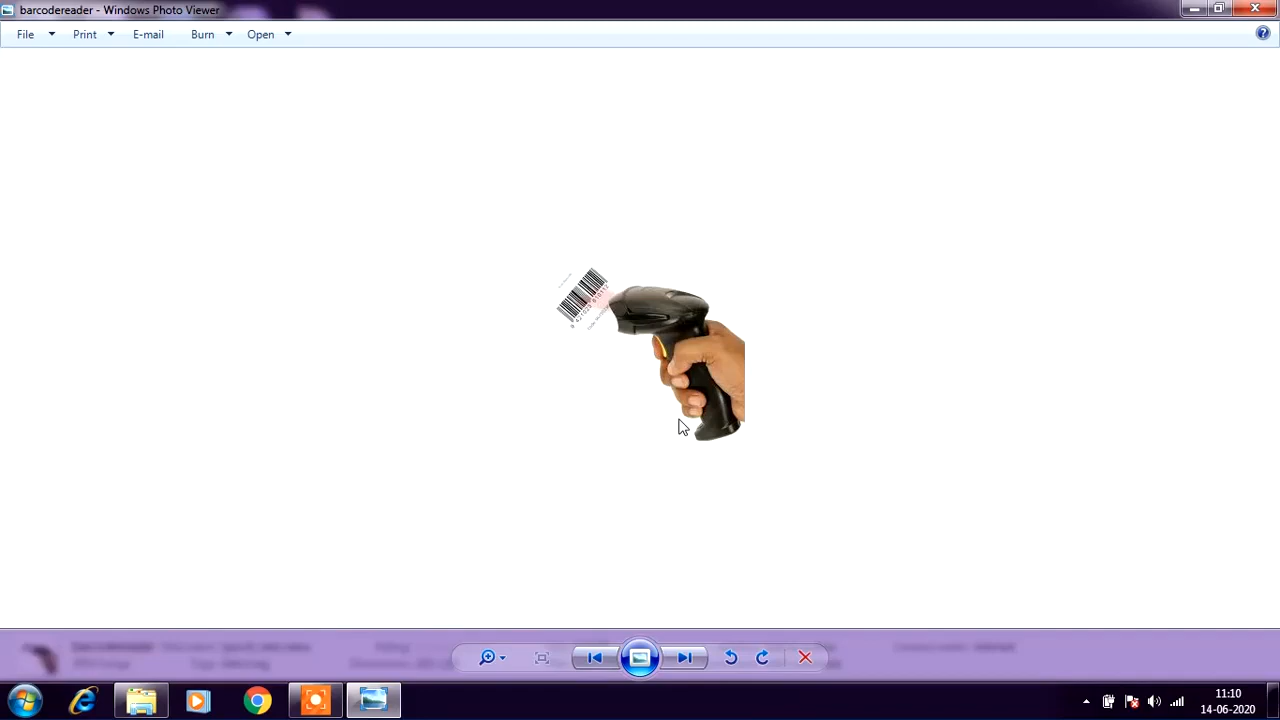 barcodereader - Windows Photo Viewer
File Print E-mail Burn Open
11:10
14-06-2020